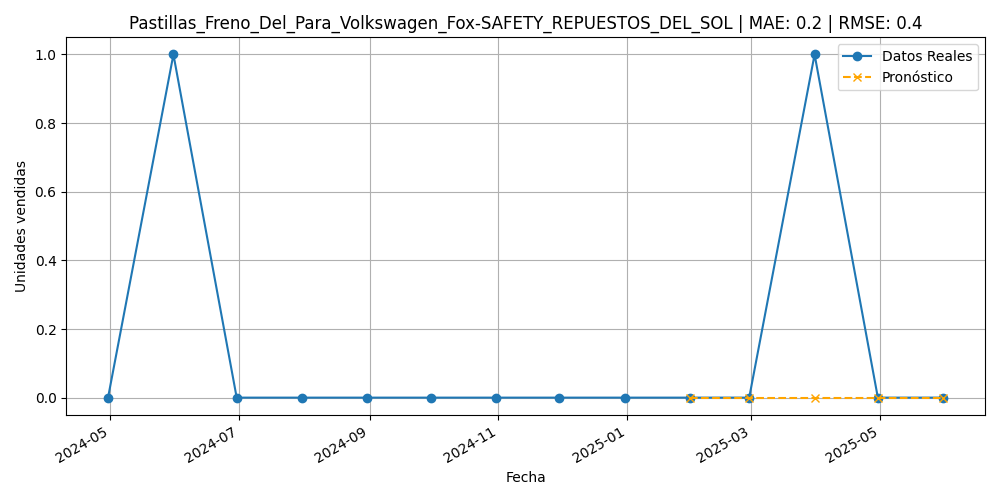 Pastillas_Freno_Del_Para_Volkswagen_Fox-SAFETY_REPUESTOS_DEL_SOL | MAE: 0.2 | RMSE: 0.4
Datos Reales
Pronóstico
Unidades vendidas
1.0
0.8
0.6
0.4
0.2
0.0
2024-05
2024-07
2024-09
2024-11
2025-01
2025-03
2025-05
Fecha